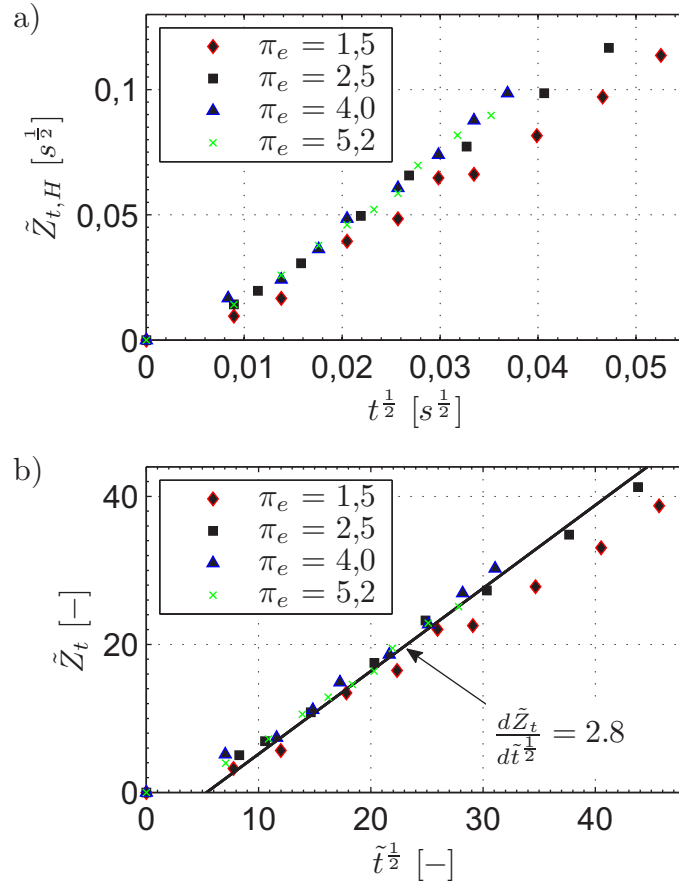 a)
π_e = 1,5
π_e = 2,5
π_e = 4,0
π_e = 5,2
0,1
0,05
0
Z̃_{t,H} [s^{1/2}]
0 0,01 0,02 0,03 0,04 0,05
t^{1/2} [s^{1/2}]
b)
π_e = 1,5
π_e = 2,5
π_e = 4,0
π_e = 5,2
40
20
0
Z̃_t [−]
dZ̃_t/dt̃^{1/2} = 2.8
0 10 20 30 40
t̃^{1/2} [−]